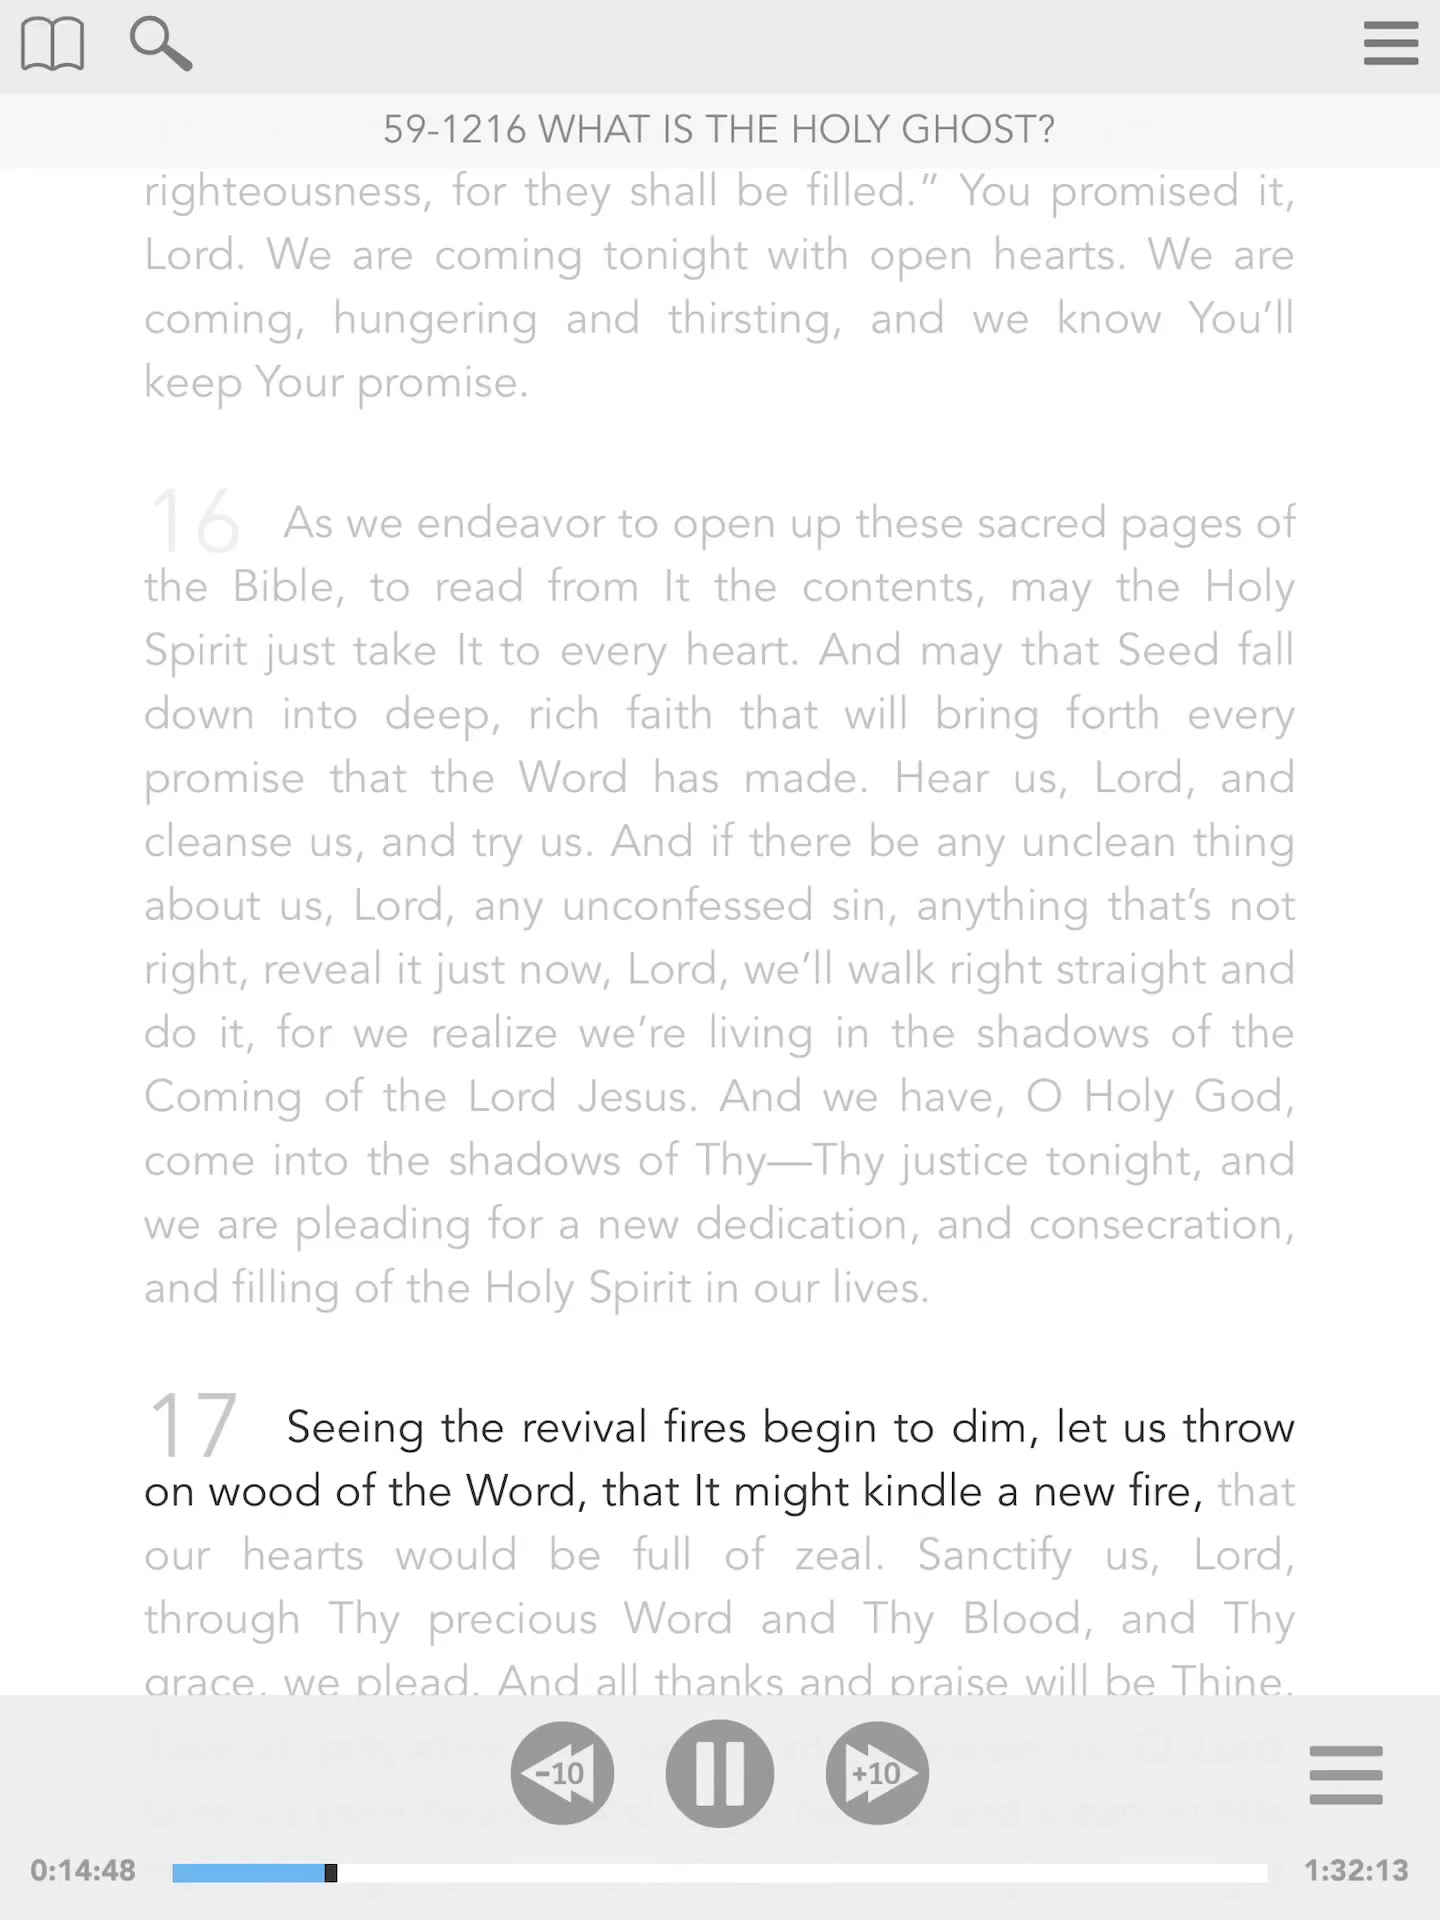 59-1216 WHAT IS THE HOLY GHOST?
righteousness, for they shall be filled.” You promised it,
Lord. We are coming tonight with open hearts. We are
coming, hungering and thirsting, and we know You’ll
keep Your promise.
16 As we endeavor to open up these sacred pages of
the Bible, to read from It the contents, may the Holy
Spirit just take It to every heart. And may that Seed fall
down into deep, rich faith that will bring forth every
promise that the Word has made. Hear us, Lord, and
cleanse us, and try us. And if there be any unclean thing
about us, Lord, any unconfessed sin, anything that’s not
right, reveal it just now, Lord, we’ll walk right straight and
do it, for we realize we’re living in the shadows of the
Coming of the Lord Jesus. And we have, O Holy God,
come into the shadows of Thy—Thy justice tonight, and
we are pleading for a new dedication, and consecration,
and filling of the Holy Spirit in our lives.
17 Seeing the revival fires begin to dim, let us throw
on wood of the Word, that It might kindle a new fire, that
our hearts would be full of zeal. Sanctify us, Lord,
through Thy precious Word and Thy Blood, and Thy
grace, we plead. And all thanks and praise will be Thine.
-10 +10
0:14:48 1:32:13